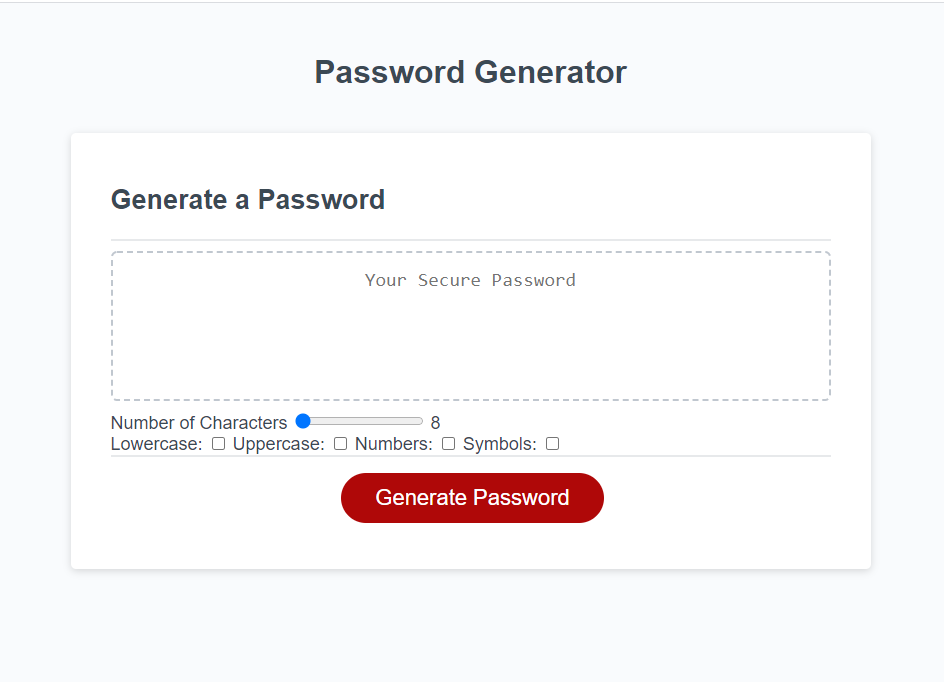 Password Generator
Generate a Password
Your Secure Password
Number of Characters 8
Lowercase: Uppercase: Numbers: Symbols:
Generate Password